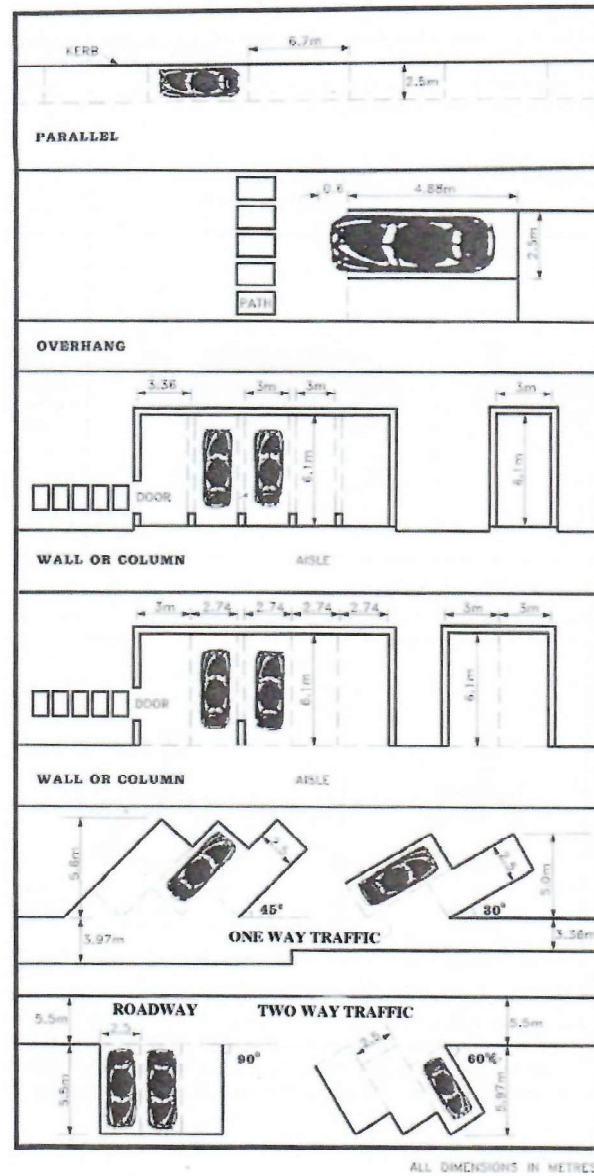 6.7m
KERB
2.5m
PARALLEL
0.6 4.88m
2.5m
PATH
OVERHANG
3.36 3m 3m 3m
6.1m 6.1m
DOOR
WALL OR COLUMN AISLE
3m 2.74 2.74 2.74 2.74 3m 3m
6.1m 6.1m
DOOR
WALL OR COLUMN AISLE
2.5 2.5
5.0m
45° 30°
3.97m ONE WAY TRAFFIC 3.36m
ROADWAY TWO WAY TRAFFIC
5.5m 5.5m
2.5 2.5
90° 60%
5.97m
ALL DIMENSIONS IN METRES